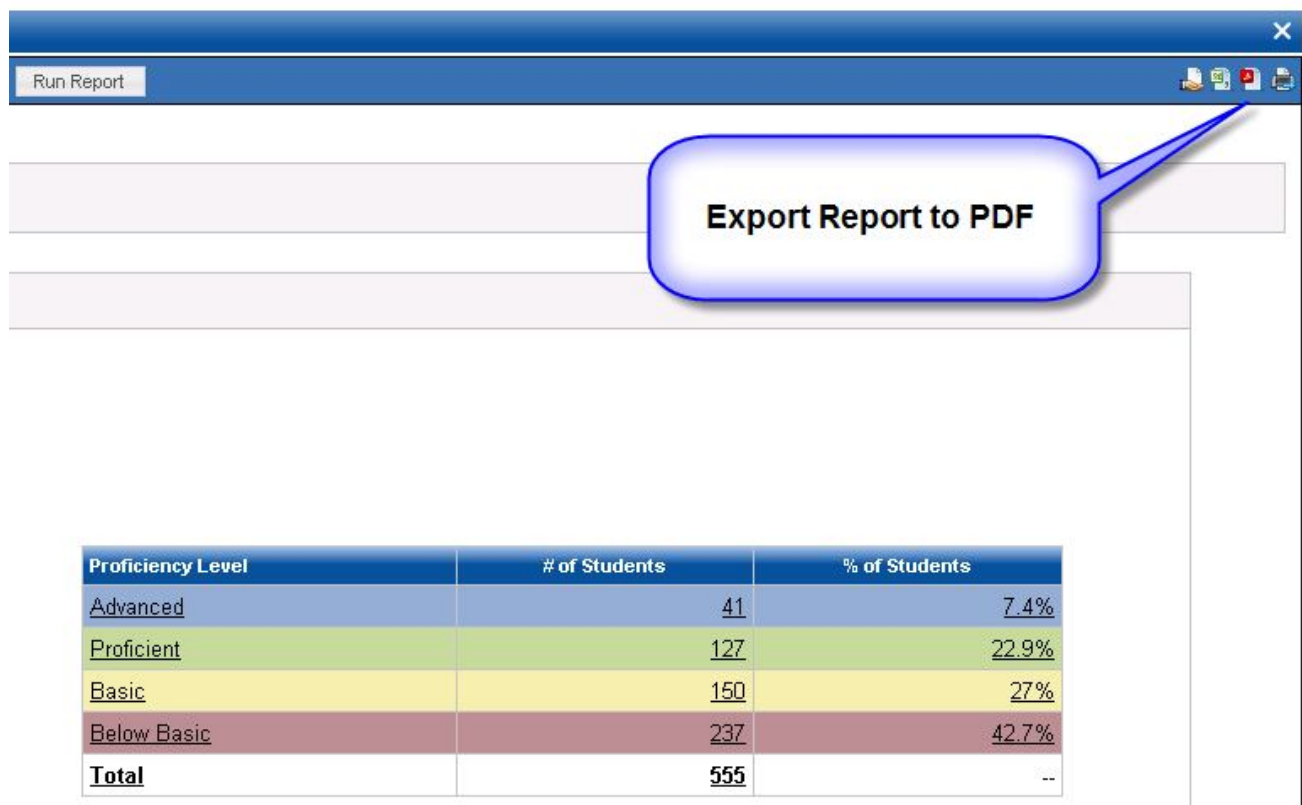 Run Report
Export Report to PDF
Proficiency Level # of Students % of Students
Advanced 41 7.4%
Proficient 127 22.9%
Basic 150 27%
Below Basic 237 42.7%
Total 555 --